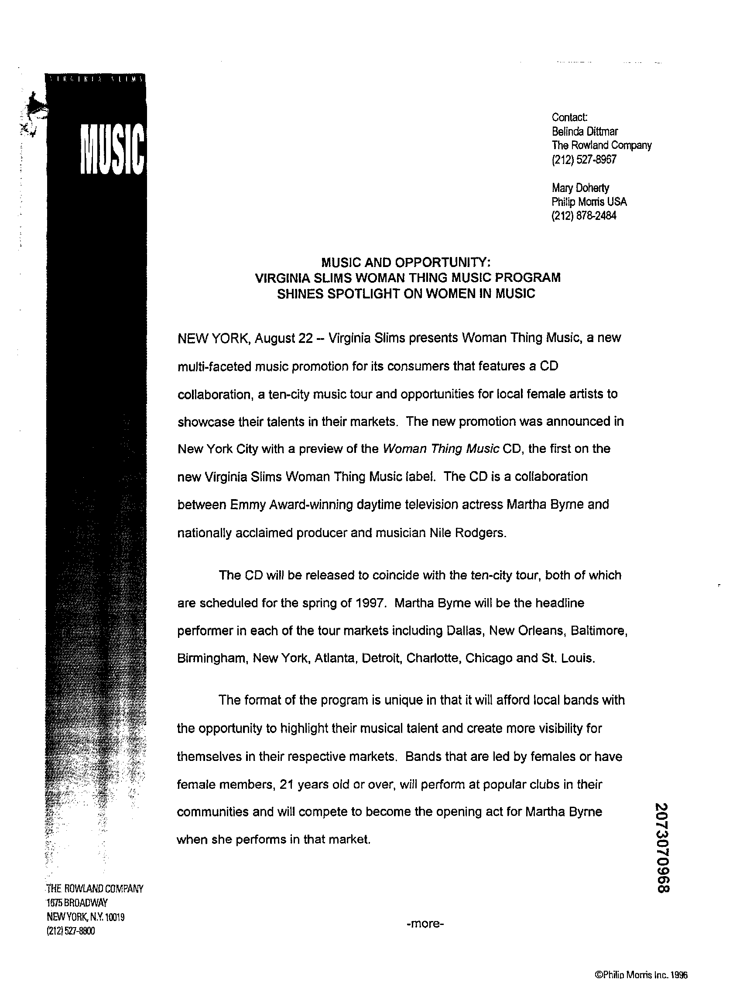 VIRGINIA SLIMS
MUSIC
Contact:
Belinda Dittmar
The Rowland Company
(212) 527-8967
Mary Doherty
Philip Morris USA
(212) 878-2484
MUSIC AND OPPORTUNITY:
VIRGINIA SLIMS WOMAN THING MUSIC PROGRAM
SHINES SPOTLIGHT ON WOMEN IN MUSIC
NEW YORK, August 22 -- Virginia Slims presents Woman Thing Music, a new
multi-faceted music promotion for its consumers that features a CD
collaboration, a ten-city music tour and opportunities for local female artists to
showcase their talents in their markets. The new promotion was announced in
New York City with a preview of the Woman Thing Music CD, the first on the
new Virginia Slims Woman Thing Music label. The CD is a collaboration
between Emmy Award-winning daytime television actress Martha Byrne and
nationally acclaimed producer and musician Nile Rodgers.
The CD will be released to coincide with the ten-city tour, both of which
are scheduled for the spring of 1997. Martha Byrne will be the headline
performer in each of the tour markets including Dallas, New Orleans, Baltimore,
Birmingham, New York, Atlanta, Detroit, Charlotte, Chicago and St. Louis.
The format of the program is unique in that it will afford local bands with
the opportunity to highlight their musical talent and create more visibility for
themselves in their respective markets. Bands that are led by females or have
female members, 21 years old or over, will perform at popular clubs in their
communities and will compete to become the opening act for Martha Byrne
when she performs in that market.
2073070968
THE ROWLAND COMPANY
1675 BROADWAY
NEW YORK, N.Y. 10019
(212) 527-8800
-more-
©Philip Morris Inc. 1996